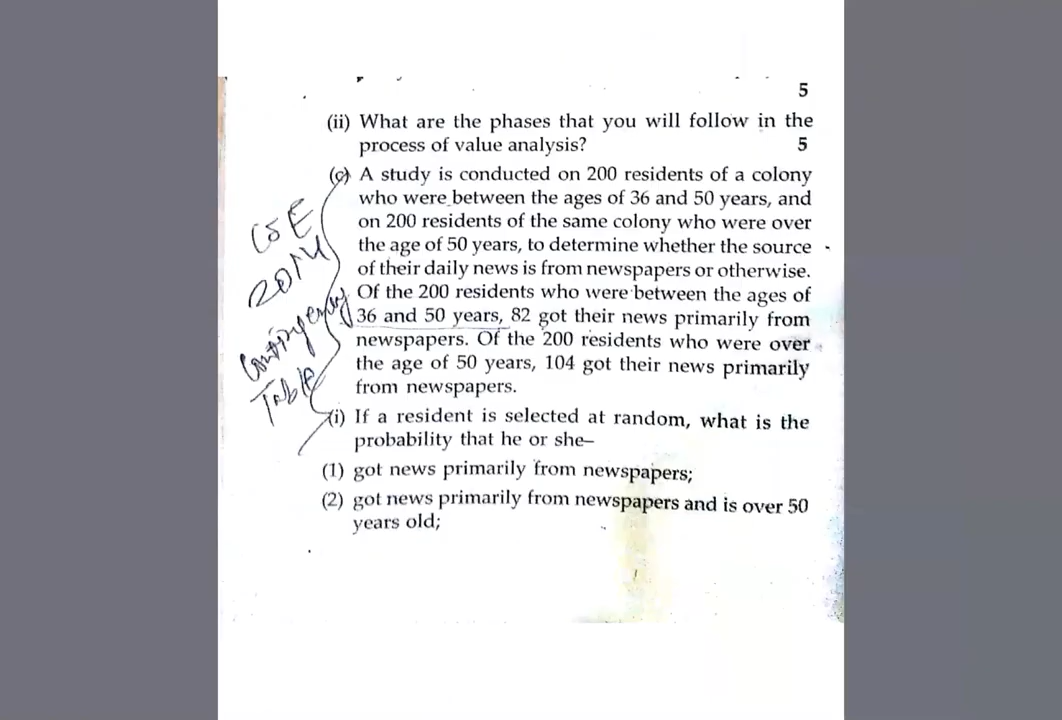 5
(ii) What are the phases that you will follow in the
process of value analysis? 5
(c) A study is conducted on 200 residents of a colony
who were between the ages of 36 and 50 years, and
on 200 residents of the same colony who were over
the age of 50 years, to determine whether the source
of their daily news is from newspapers or otherwise.
Of the 200 residents who were between the ages of
36 and 50 years, 82 got their news primarily from
newspapers. Of the 200 residents who were over
the age of 50 years, 104 got their news primarily
from newspapers.
(i) If a resident is selected at random, what is the
probability that he or she–
(1) got news primarily from newspapers;
(2) got news primarily from newspapers and is over 50
years old;
CSE
2014
Contingency
Table